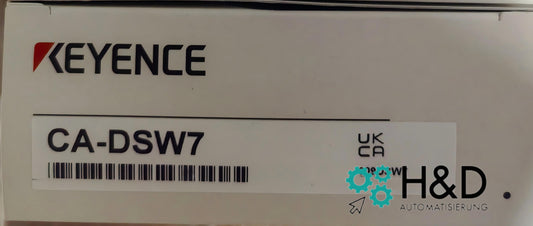 KEYENCE
CA-DSW7
UK
CA
H&D
AUTOMATISIERUNG